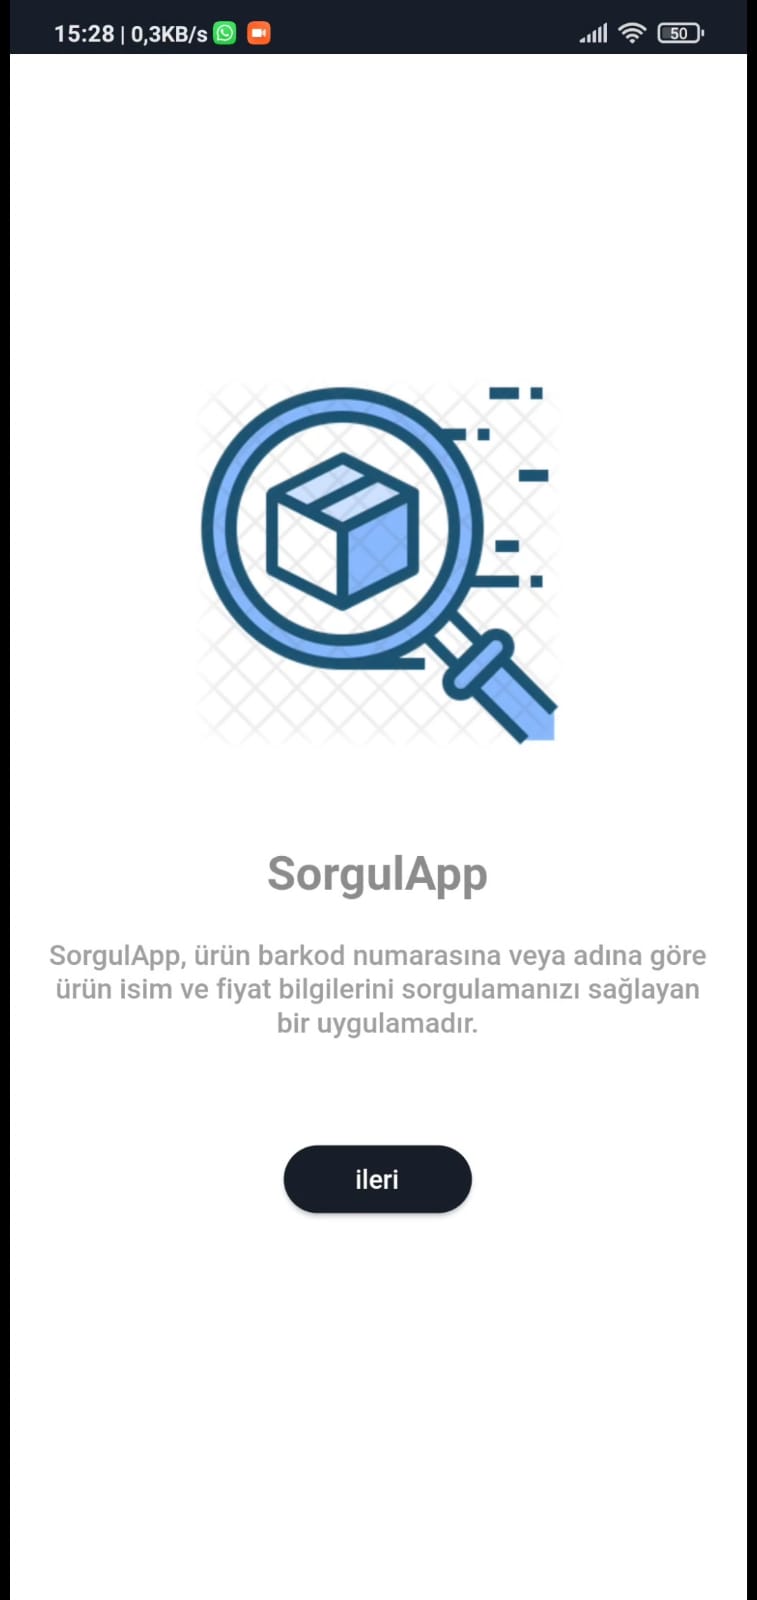 15:28 | 0,3KB/s 50
SorgulApp
SorgulApp, ürün barkod numarasına veya adına göre
ürün isim ve fiyat bilgilerini sorgulamanızı sağlayan
bir uygulamadır.
ileri